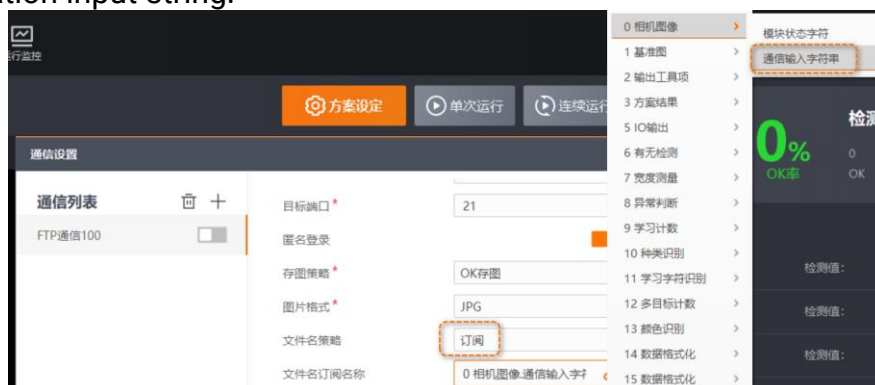 ation input string.
运行监控
方案设定
单次运行
连续运行
通信设置
通信列表
FTP通信100
目标端口*
21
匿名登录
存图策略*
OK存图
图片格式*
JPG
文件名策略
订阅
文件名订阅名称
0 相机图像.通信输入字符
0 相机图像
1 基准图
2 输出工具项
3 方案结果
5 IO输出
6 有无检测
7 宽度测量
8 异常判断
9 学习计数
10 种类识别
11 学习字符识别
12 多目标计数
13 颜色识别
14 数据格式化
15 数据格式化
模块状态字符
通信输入字符串
0%
OK率
检测
0
OK
检测值:
检测值:
检测值: